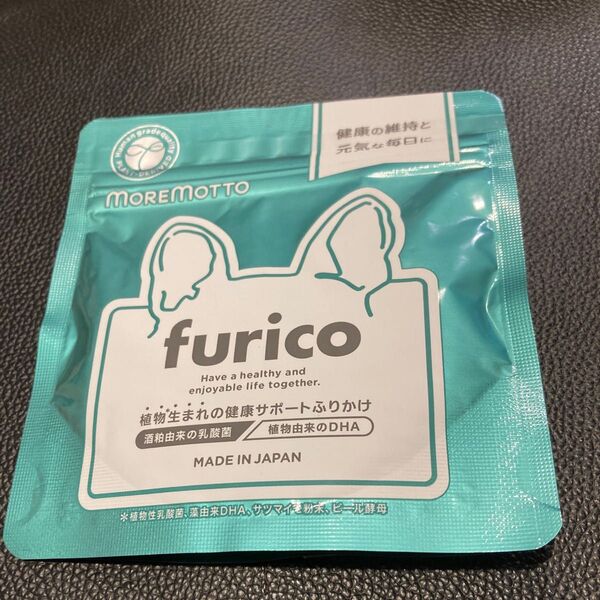 Human grade quality
健康の維持と
元気な毎日に
MOREMOTTO
furico
Have a healthy and
enjoyable life together.
植物生まれの健康サポートふりかけ
酒粕由来の乳酸菌 植物由来のDHA
MADE IN JAPAN
*植物性乳酸菌、藻由来DHA、サツマイモ粉末、ビール酵母